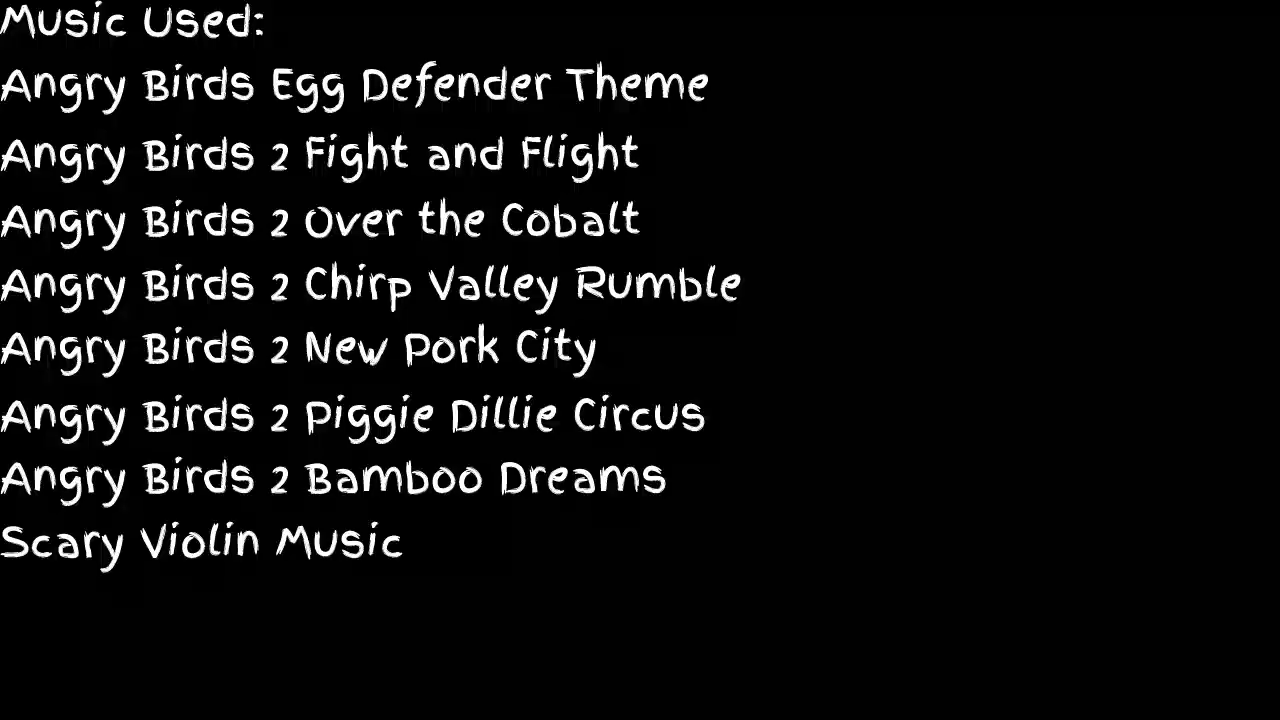 Music Used:
Angry Birds Egg Defender Theme
Angry Birds 2 Fight and Flight
Angry Birds 2 Over the Cobalt
Angry Birds 2 Chirp Valley Rumble
Angry Birds 2 New Pork City
Angry Birds 2 Piggie Dillie Circus
Angry Birds 2 Bamboo Dreams
Scary Violin Music